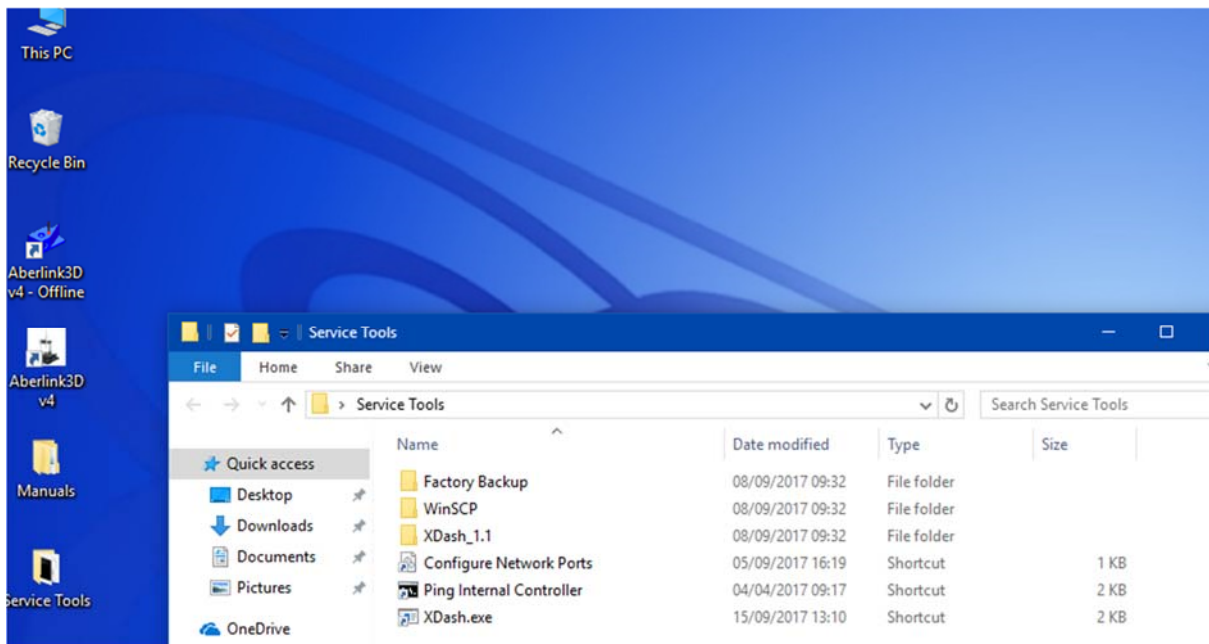 This PC
Recycle Bin
Aberlink3D
v4 - Offline
Aberlink3D
v4
Manuals
Service Tools
Service Tools
File Home Share View
Service Tools
Search Service Tools
Quick access
Desktop
Downloads
Documents
Pictures
OneDrive
Name Date modified Type Size
Factory Backup 08/09/2017 09:32 File folder
WinSCP 08/09/2017 09:32 File folder
XDash_1.1 08/09/2017 09:32 File folder
Configure Network Ports 05/09/2017 16:19 Shortcut 1 KB
Ping Internal Controller 04/04/2017 09:17 Shortcut 2 KB
XDash.exe 15/09/2017 13:10 Shortcut 2 KB